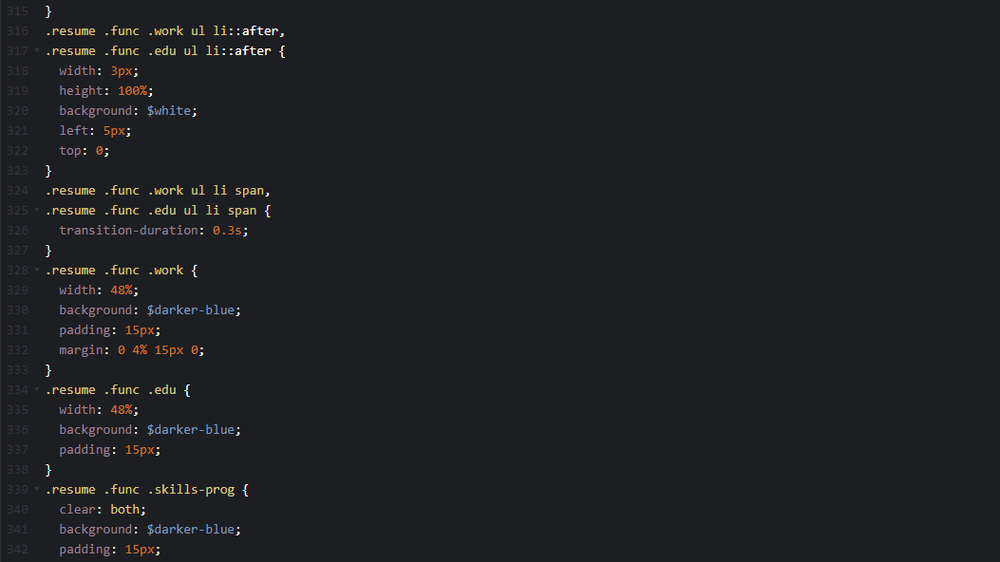 315 }
316 .resume .func .work ul li::after,
317 .resume .func .edu ul li::after {
318   width: 3px;
319   height: 100%;
320   background: $white;
321   left: 5px;
322   top: 0;
323 }
324 .resume .func .work ul li span,
325 .resume .func .edu ul li span {
326   transition-duration: 0.3s;
327 }
328 .resume .func .work {
329   width: 48%;
330   background: $darker-blue;
331   padding: 15px;
332   margin: 0 4% 15px 0;
333 }
334 .resume .func .edu {
335   width: 48%;
336   background: $darker-blue;
337   padding: 15px;
338 }
339 .resume .func .skills-prog {
340   clear: both;
341   background: $darker-blue;
342   padding: 15px;